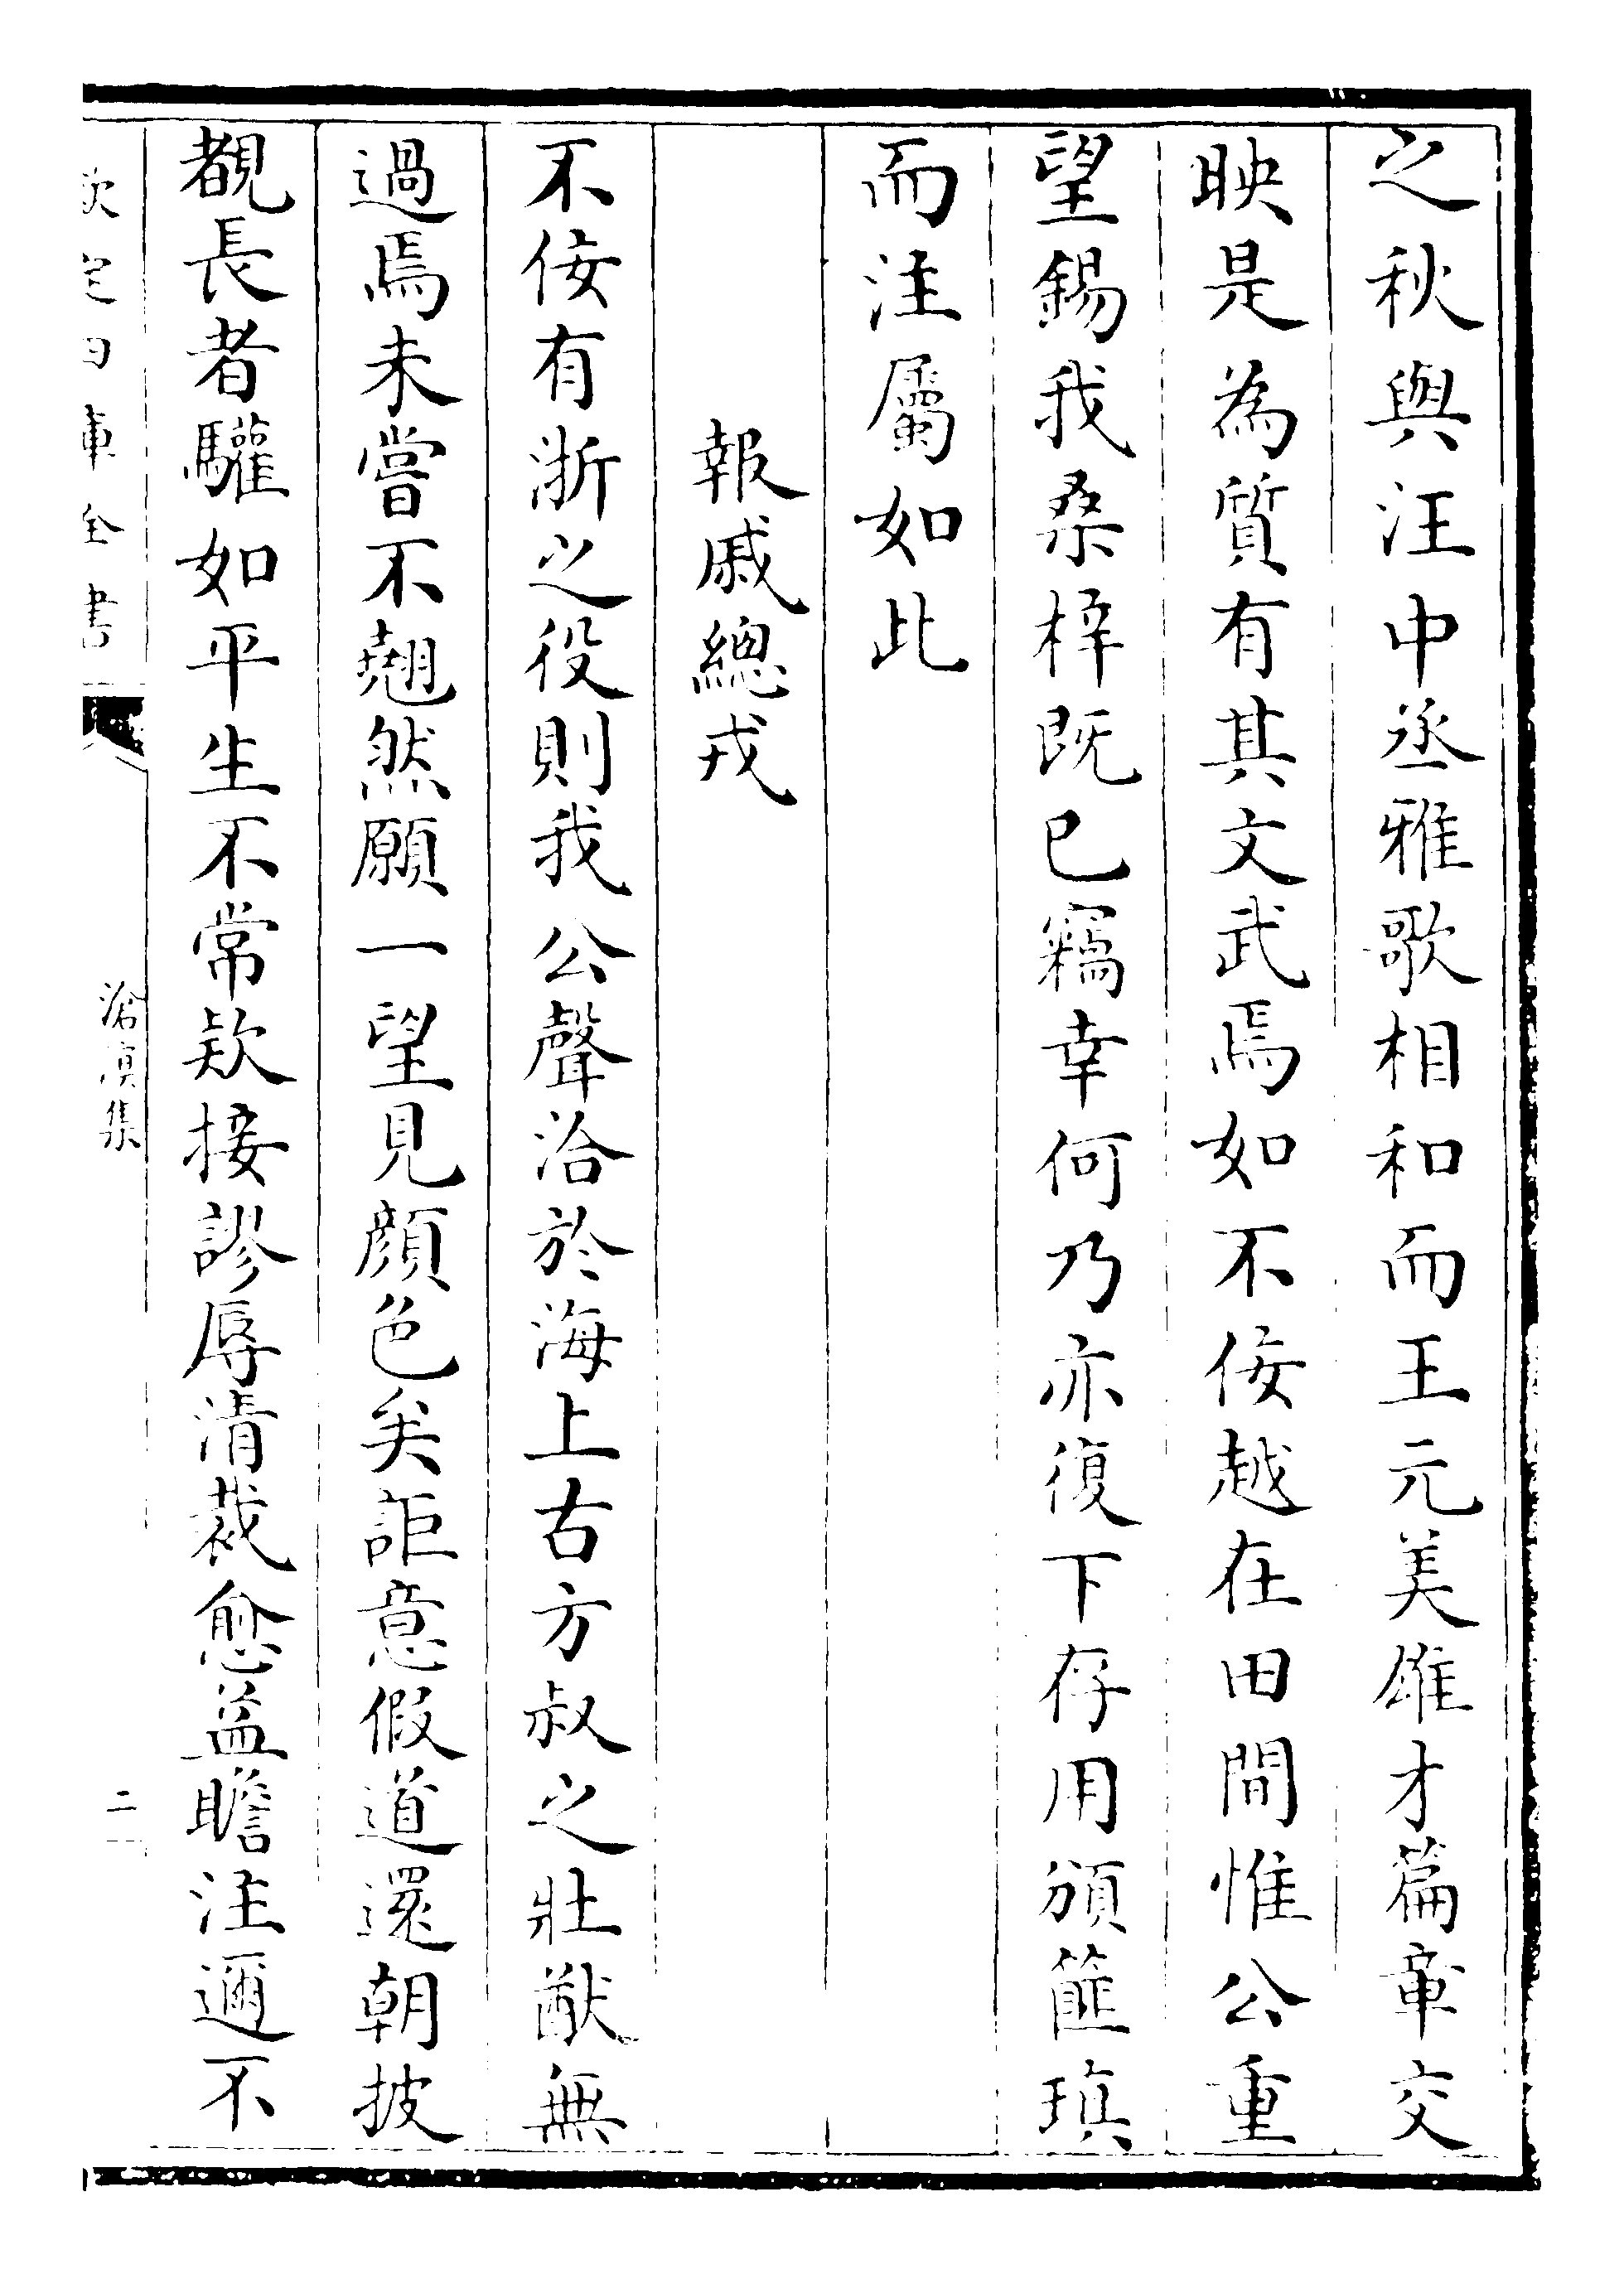 之秋與汪中丞雅歌相和而王元美雄才篇章交
映是為質有其文武焉如不佞越在田間惟公重
望錫我桑梓既已竊幸何乃亦復下存用頒篚瑱
而注屬如此
報戚總戎
不佞有浙之役則我公聲洽於海上古方叔之壯猷無
過焉未嘗不翹然願一望見顔色矣詎意假道還朝披
覩長者驩如平生不常欵接謬辱清裁愈益瞻注邇不
欽定四庫全書
滄溟集
二